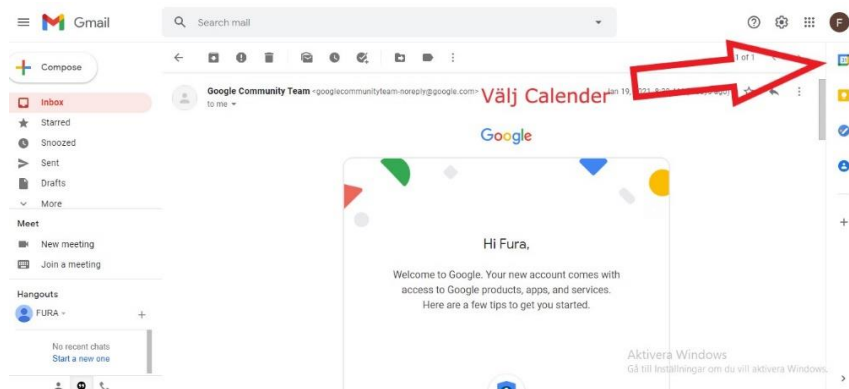 Gmail
Search mail
F
Compose
1 of 1
Inbox
Google Community Team <googlecommunityteam-noreply@google.com>
Välj Calender
Jan 19, 2021,
to me
Starred
Snoozed
Google
Sent
Drafts
More
Meet
New meeting
Hi Fura,
Join a meeting
Welcome to Google. Your new account comes with
access to Google products, apps, and services.
Here are a few tips to get you started.
Hangouts
FURA
No recent chats
Start a new one
Aktivera Windows
Gå till Inställningar om du vill aktivera Windows.